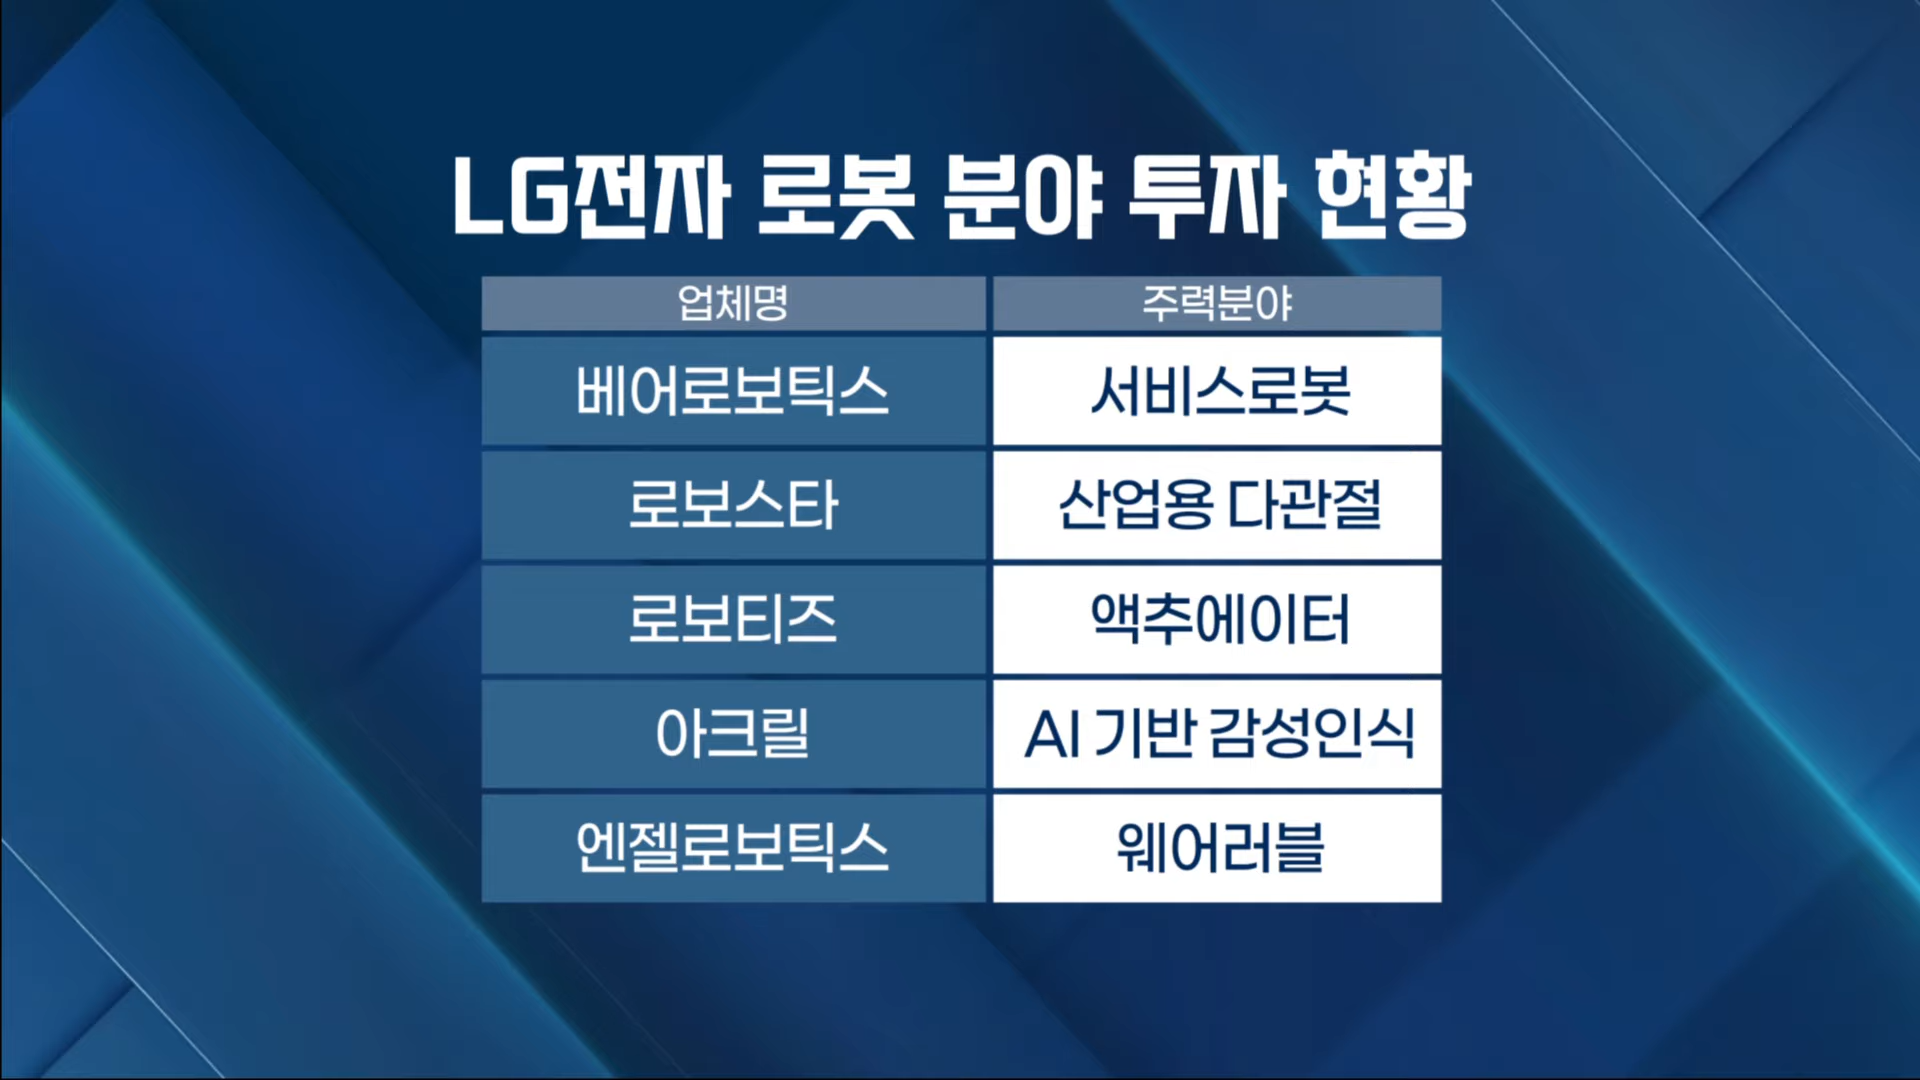 LG전자 로봇 분야 투자 현황
업체명 주력분야
베어로보틱스 서비스로봇
로보스타 산업용 다관절
로보티즈 액추에이터
아크릴 AI 기반 감성인식
엔젤로보틱스 웨어러블